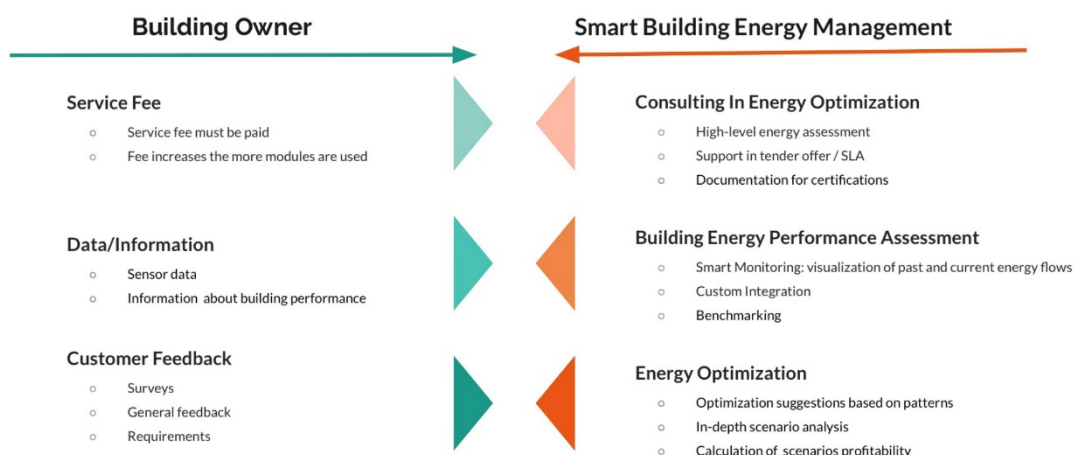 Building Owner
Service Fee
○ Service fee must be paid
○ Fee increases the more modules are used
Data/Information
○ Sensor data
○ Information about building performance
Customer Feedback
○ Surveys
○ General feedback
○ Requirements
Smart Building Energy Management
Consulting In Energy Optimization
○ High-level energy assessment
○ Support in tender offer / SLA
○ Documentation for certifications
Building Energy Performance Assessment
○ Smart Monitoring: visualization of past and current energy flows
○ Custom Integration
○ Benchmarking
Energy Optimization
○ Optimization suggestions based on patterns
○ In-depth scenario analysis
○ Calculation of scenarios profitability